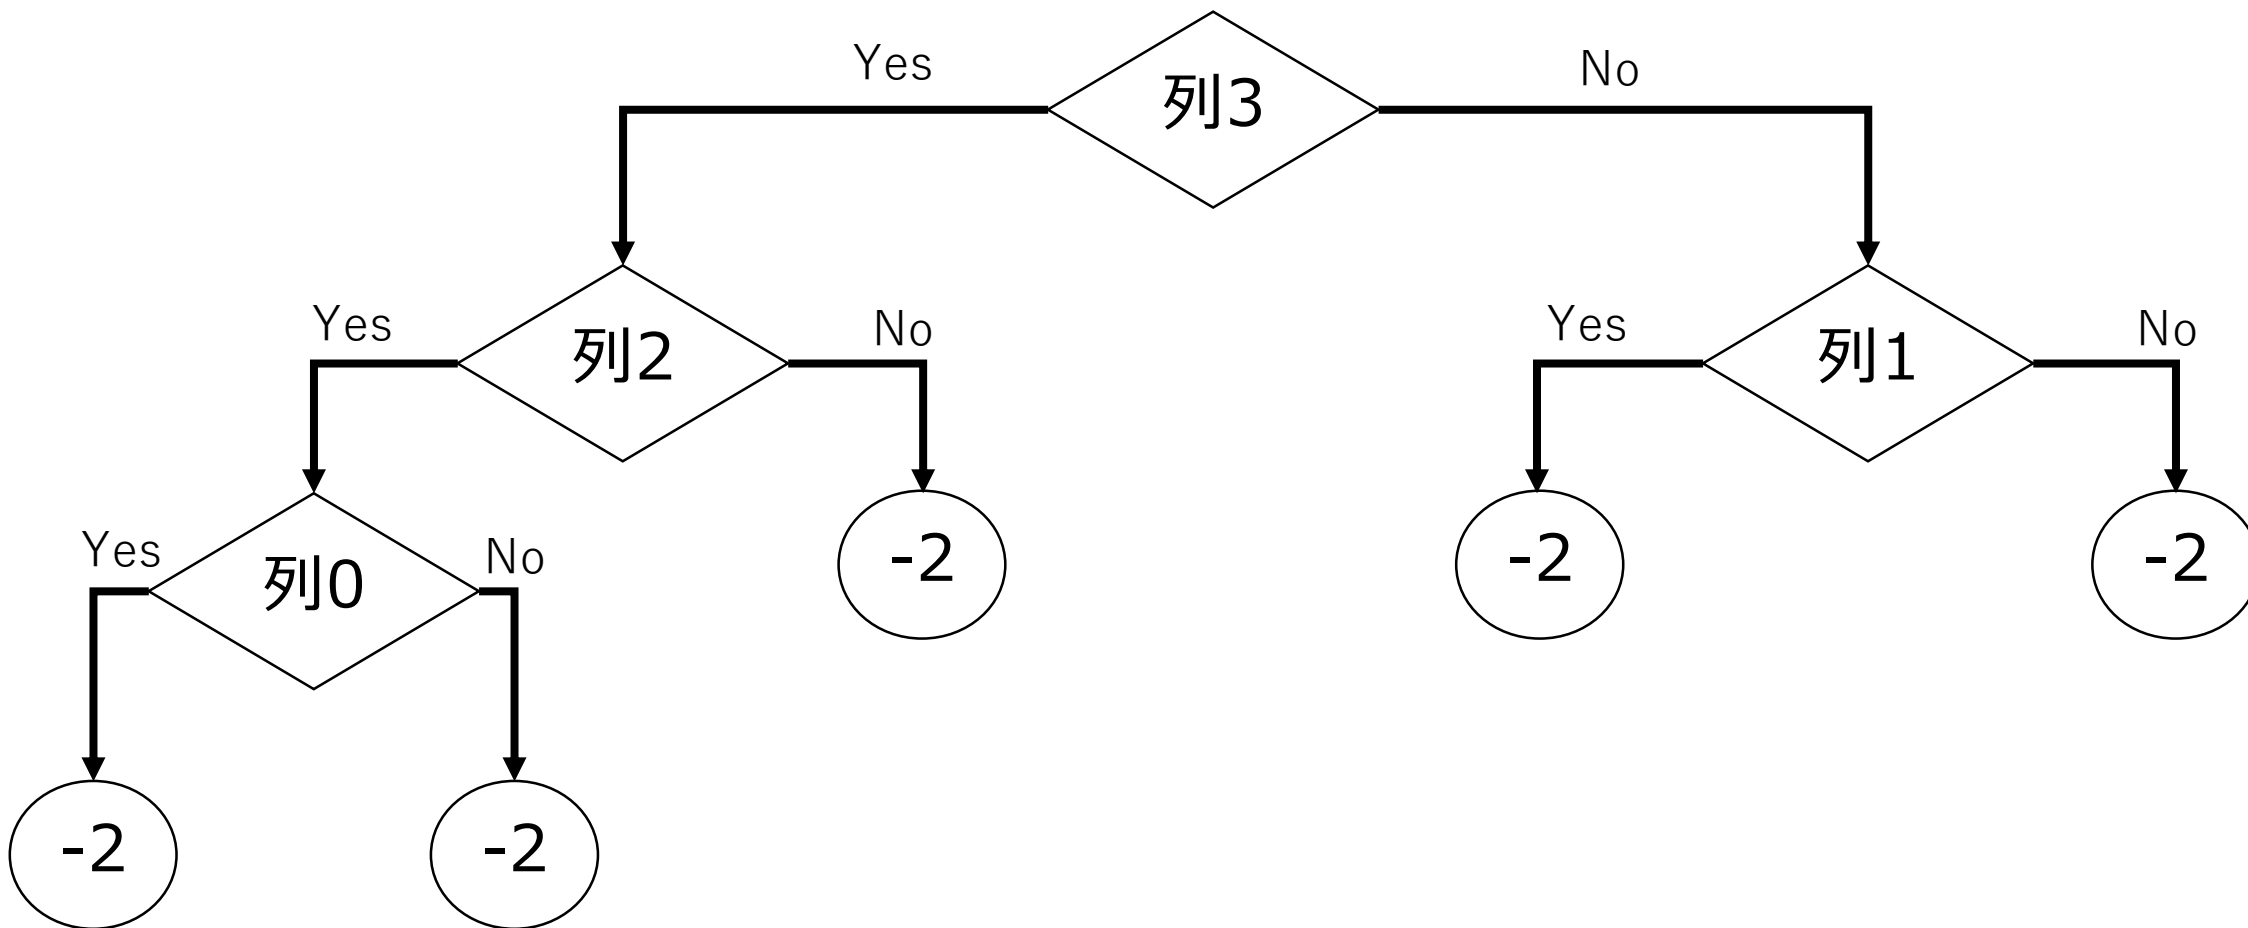 Yes
列3
No
Yes
列2
No
Yes
列1
No
Yes
列0
No
-2
-2
-2
-2
-2